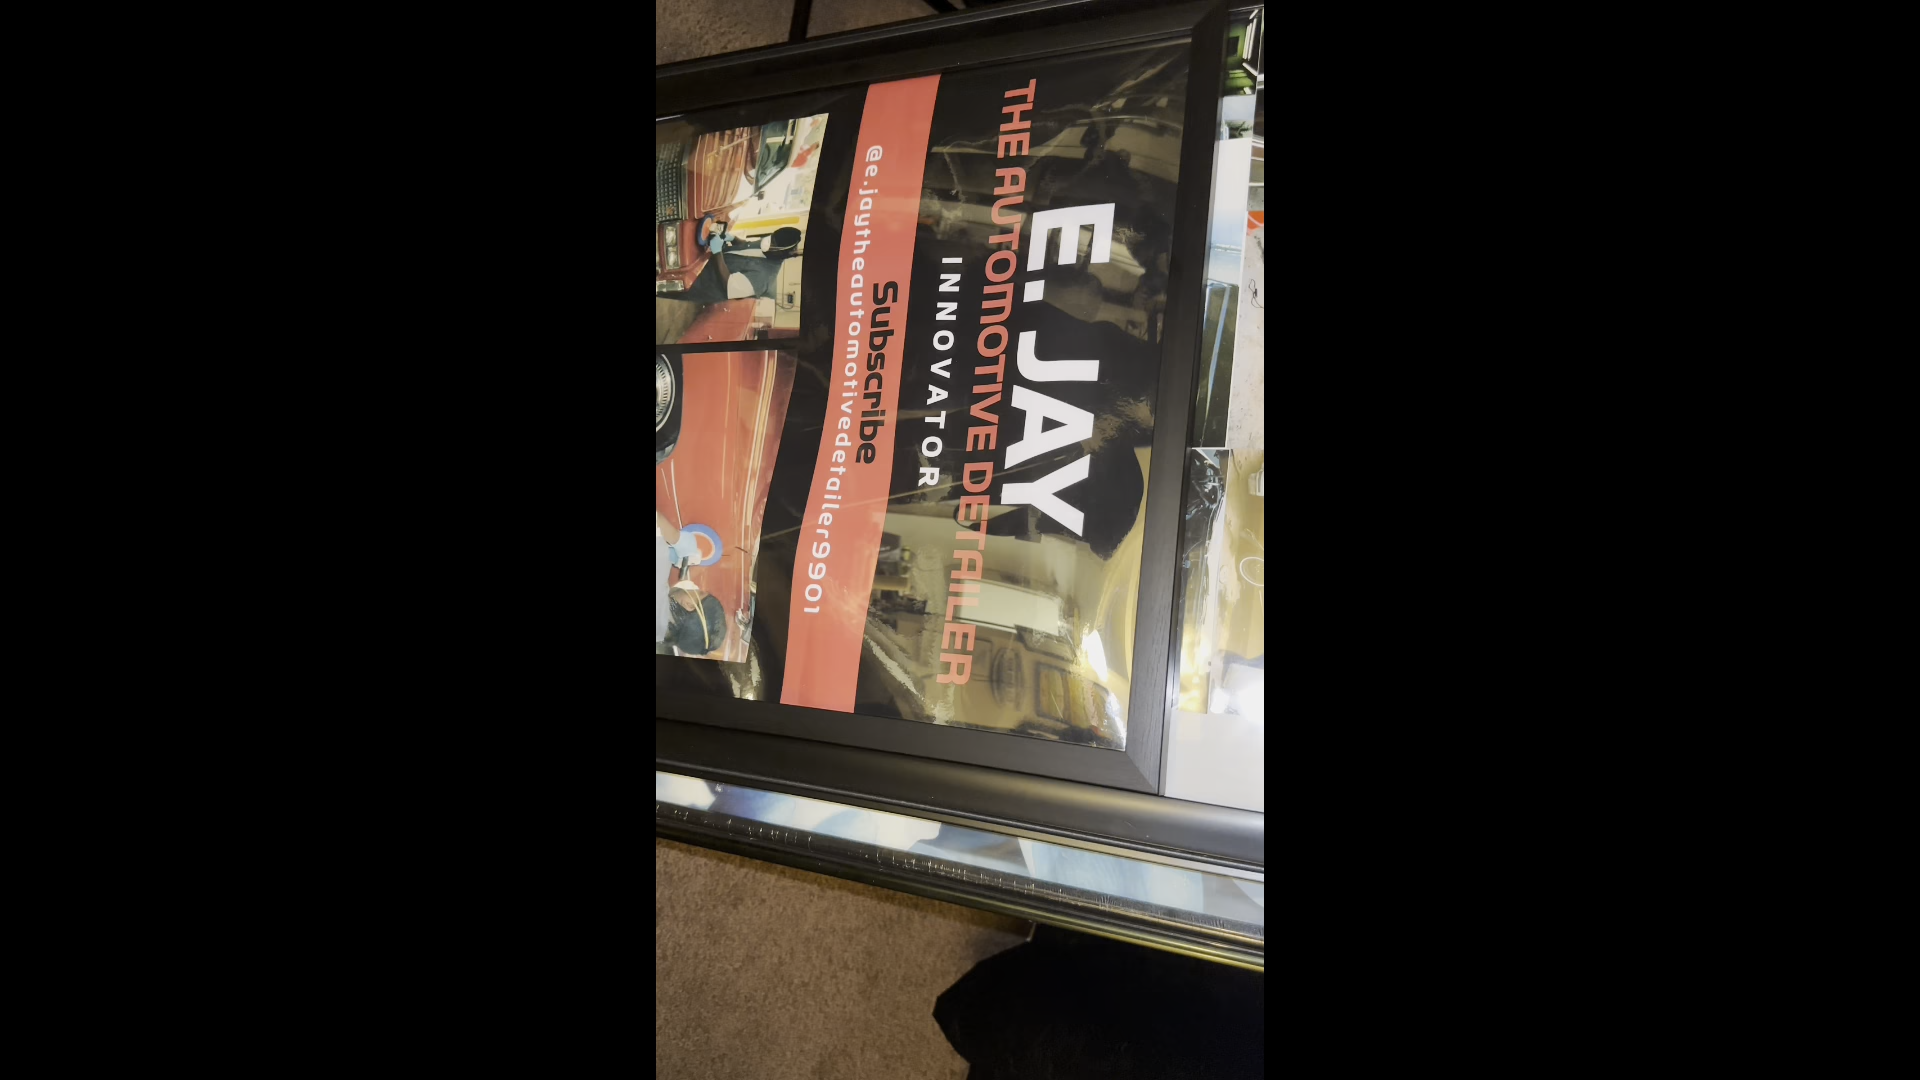 E. JAY
THE AUTOMOTIVE DETAILER
INNOVATOR
Subscribe
@e.jaytheautomotivedetailer9901